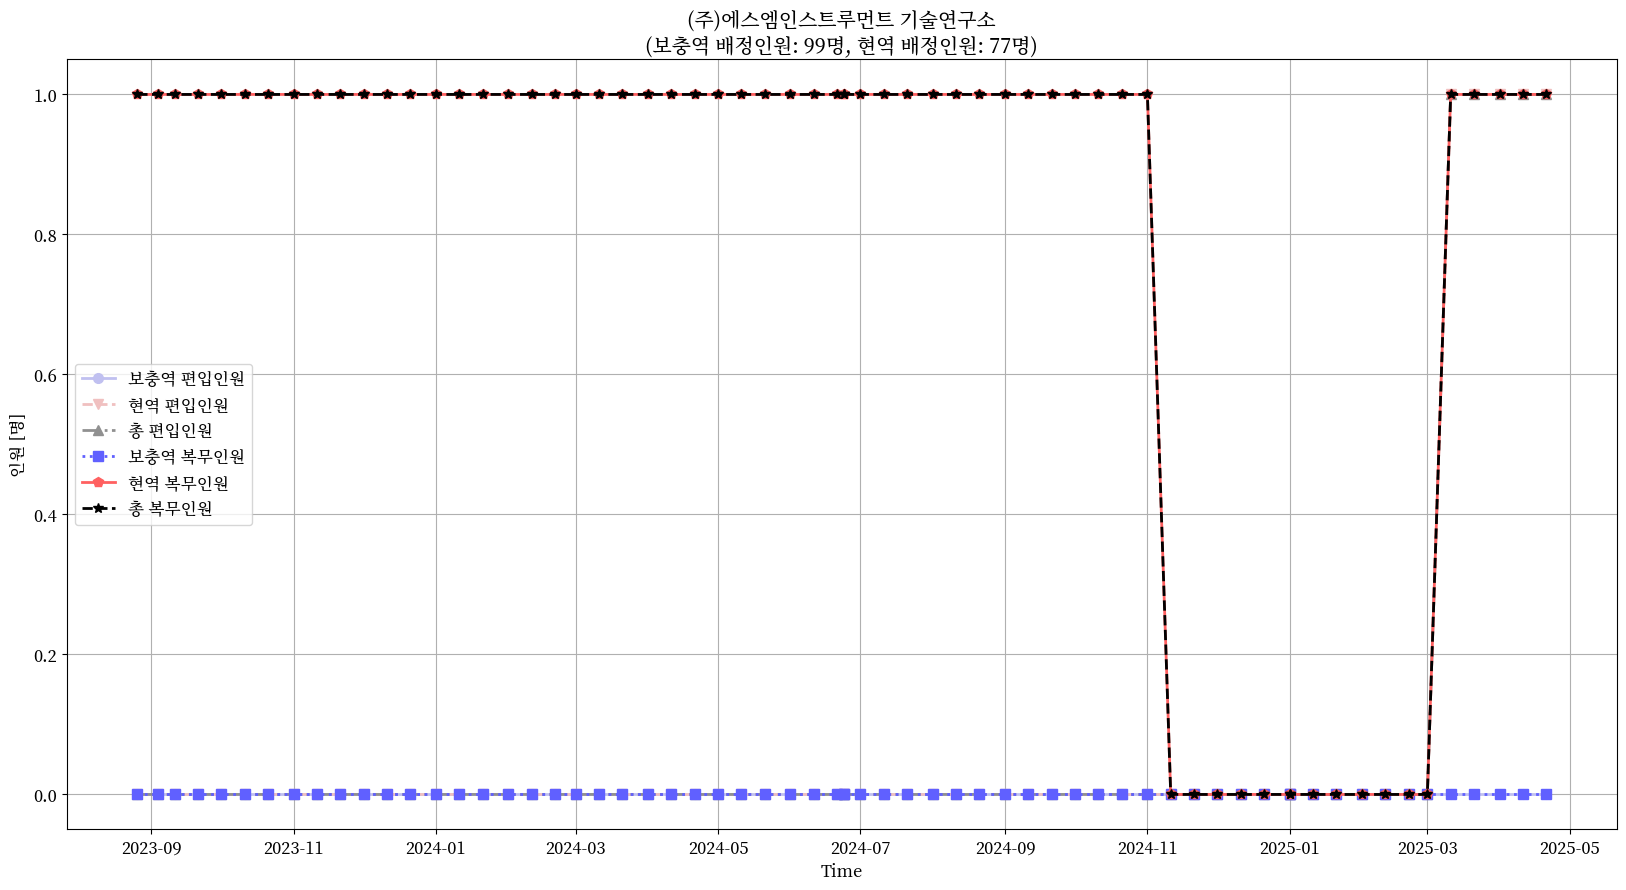 (주)에스엠인스트루먼트 기술연구소
(보충역 배정인원: 99명, 현역 배정인원: 77명)
1.0
0.8
0.6
0.4
0.2
0.0
인원 [명]
보충역 편입인원
현역 편입인원
총 편입인원
보충역 복무인원
현역 복무인원
총 복무인원
2023-09 2023-11 2024-01 2024-03 2024-05 2024-07 2024-09 2024-11 2025-01 2025-03 2025-05
Time